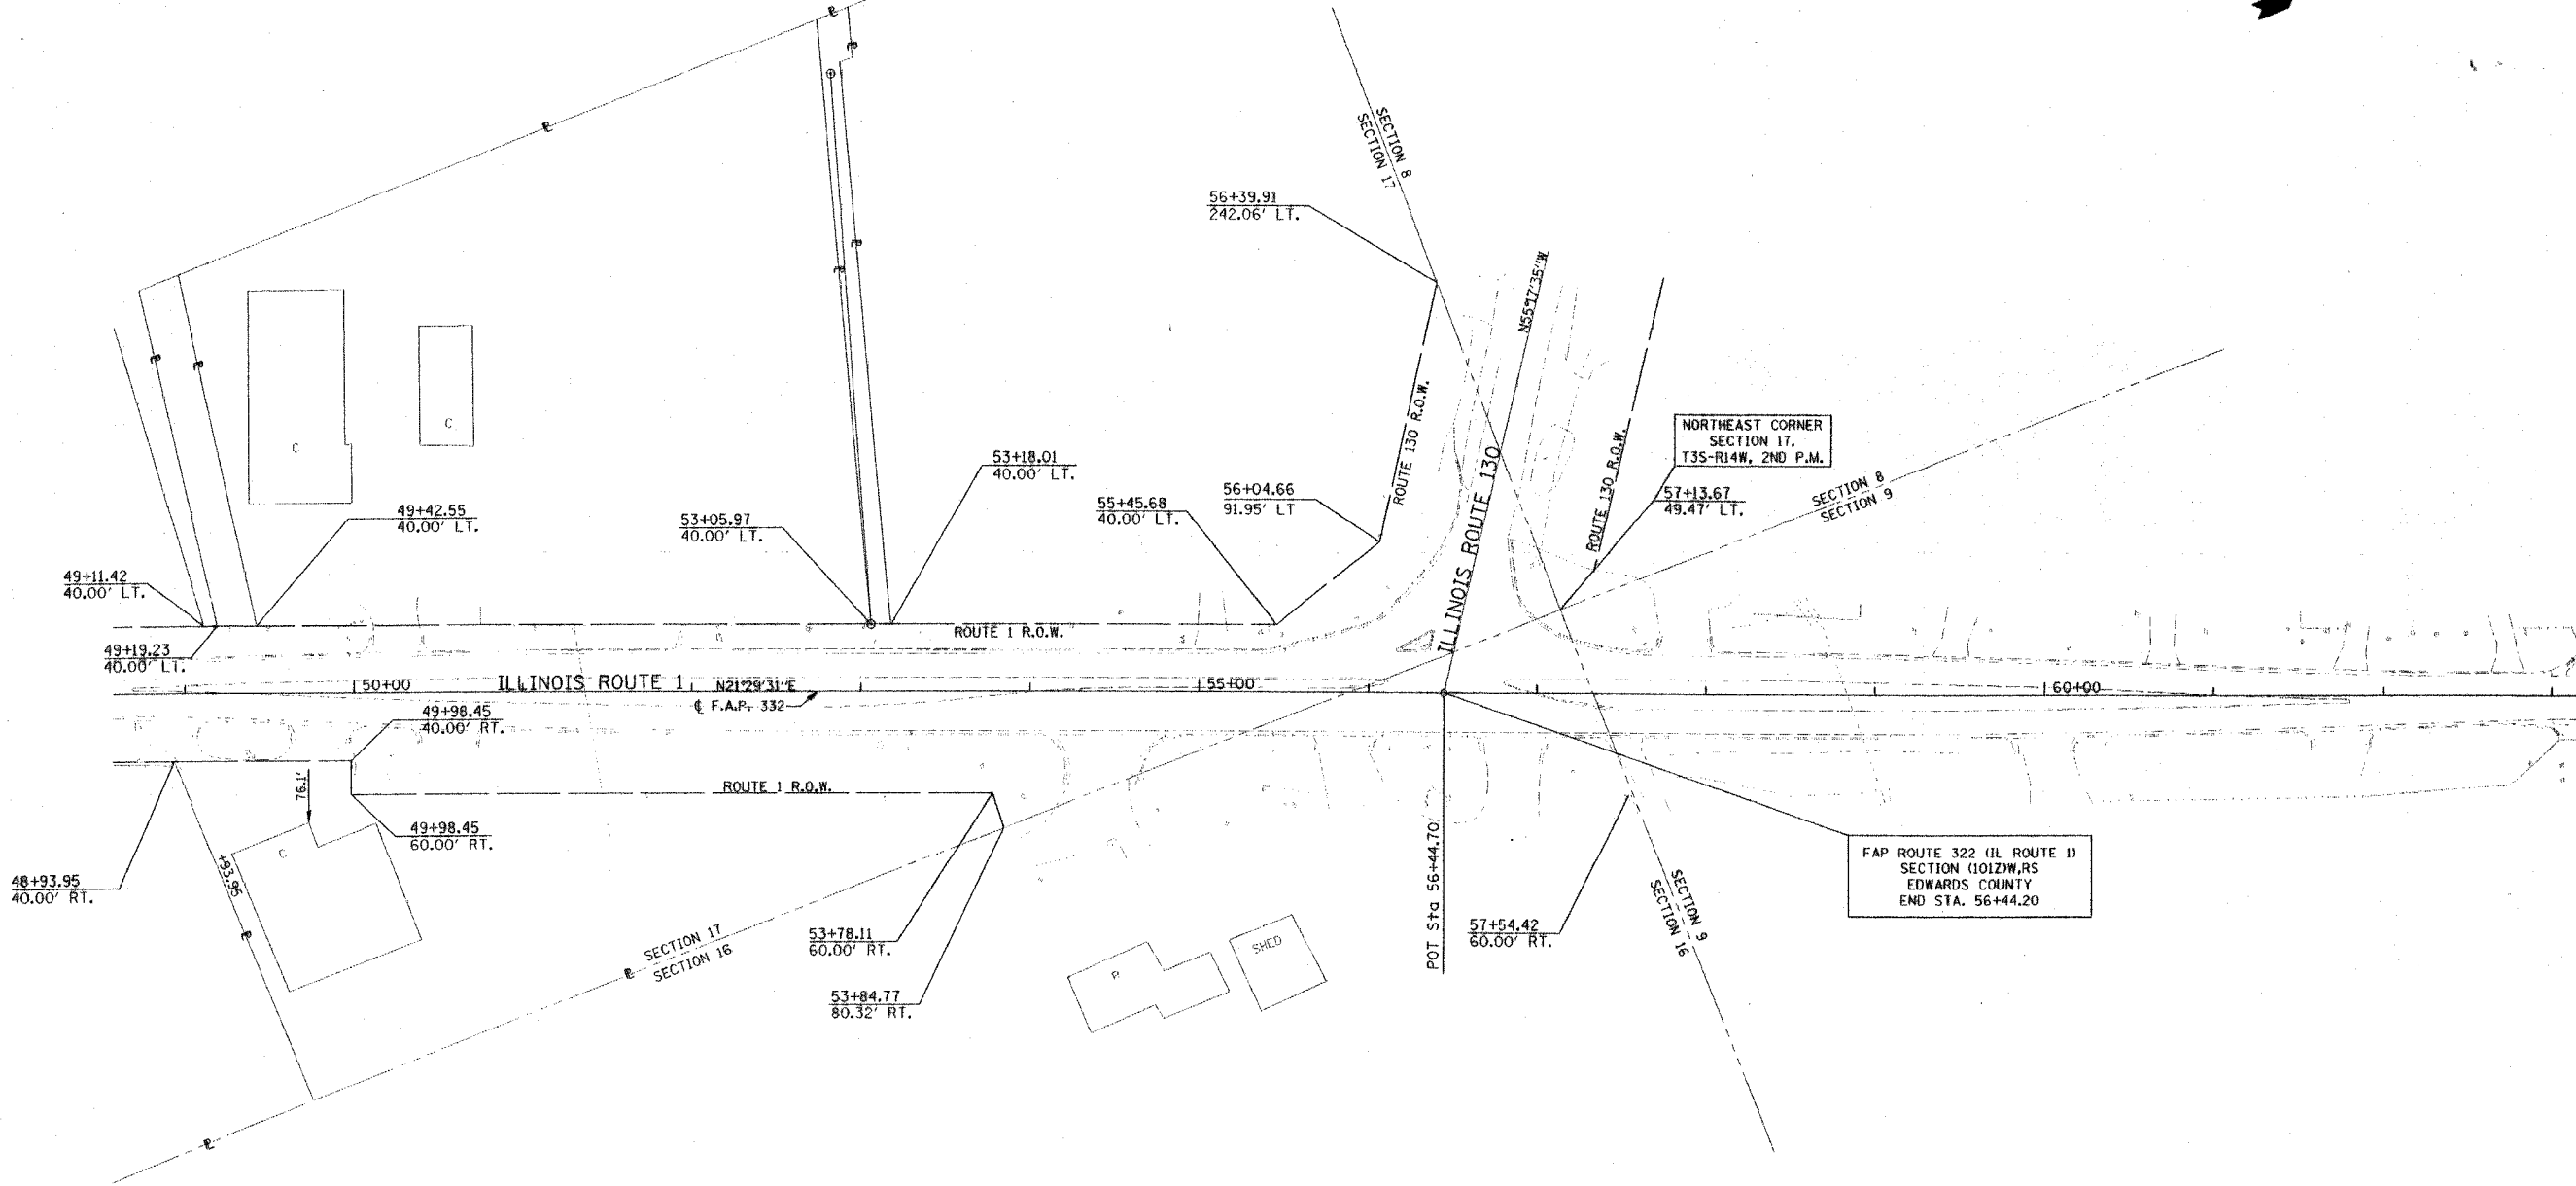 SECTION 8
SECTION 17
56+39.91
242.06' LT.
N55°17'35"W
ROUTE 130 R.O.W.
ILLINOIS ROUTE 130
ROUTE 130 R.O.W.
NORTHEAST CORNER
SECTION 17,
T3S-R14W, 2ND P.M.
57+13.67
49.47' LT.
SECTION 8
SECTION 9
C
C
49+42.55
40.00' LT.
53+05.97
40.00' LT.
53+18.01
40.00' LT.
55+45.68
40.00' LT.
56+04.66
91.95' LT
49+11.42
40.00' LT.
49+19.23
40.00' LT.
ROUTE 1 R.O.W.
50+00
ILLINOIS ROUTE 1
N21°29'31"E
℄ F.A.P. 332
55+00
60+00
49+98.45
40.00' RT.
76.1'
ROUTE 1 R.O.W.
49+98.45
60.00' RT.
C
+93.95
48+93.95
40.00' RT.
SECTION 17
SECTION 16
53+78.11
60.00' RT.
53+84.77
80.32' RT.
R
SHED
POT Sta 56+44.70
57+54.42
60.00' RT.
SECTION 9
SECTION 16
FAP ROUTE 322 (IL ROUTE 1)
SECTION (101Z)W,RS
EDWARDS COUNTY
END STA. 56+44.20